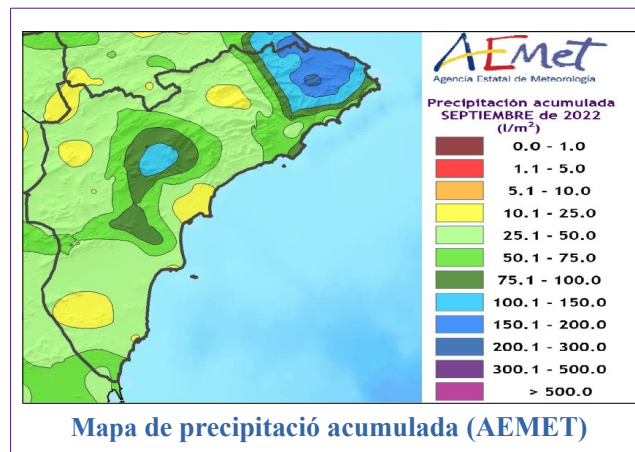 AEMet
Agencia Estatal de Meteorología
Precipitación acumulada
SEPTIEMBRE de 2022
(l/m²)
0.0 - 1.0
1.1 - 5.0
5.1 - 10.0
10.1 - 25.0
25.1 - 50.0
50.1 - 75.0
75.1 - 100.0
100.1 - 150.0
150.1 - 200.0
200.1 - 300.0
300.1 - 500.0
> 500.0
Mapa de precipitació acumulada (AEMET)